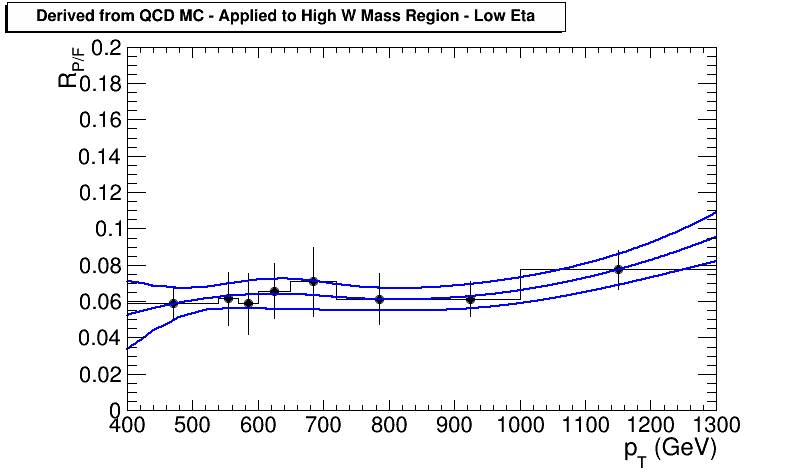 Derived from QCD MC - Applied to High W Mass Region - Low Eta
R_P/F
0.2
0.18
0.16
0.14
0.12
0.1
0.08
0.06
0.04
0.02
0
400 500 600 700 800 900 1000 1100 1200 1300
p_T (GeV)